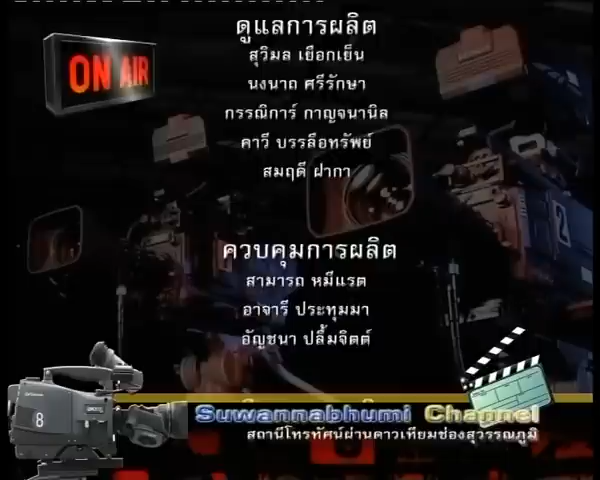 ดูแลการผลิต
ON AIR
สุวิมล เยือกเย็น
นงนาถ ศรีรักษา
กรรณิการ์ กาญจนานิล
คาวี บรรลือทรัพย์
สมฤดี ฝากา
2
ควบคุมการผลิต
สามารถ หมีแรต
อาจารี ประทุมมา
อัญชนา ปลื้มจิตต์
8
Suwannabhumi Channel
สถานีโทรทัศน์ผ่านดาวเทียมช่องสุวรรณภูมิ